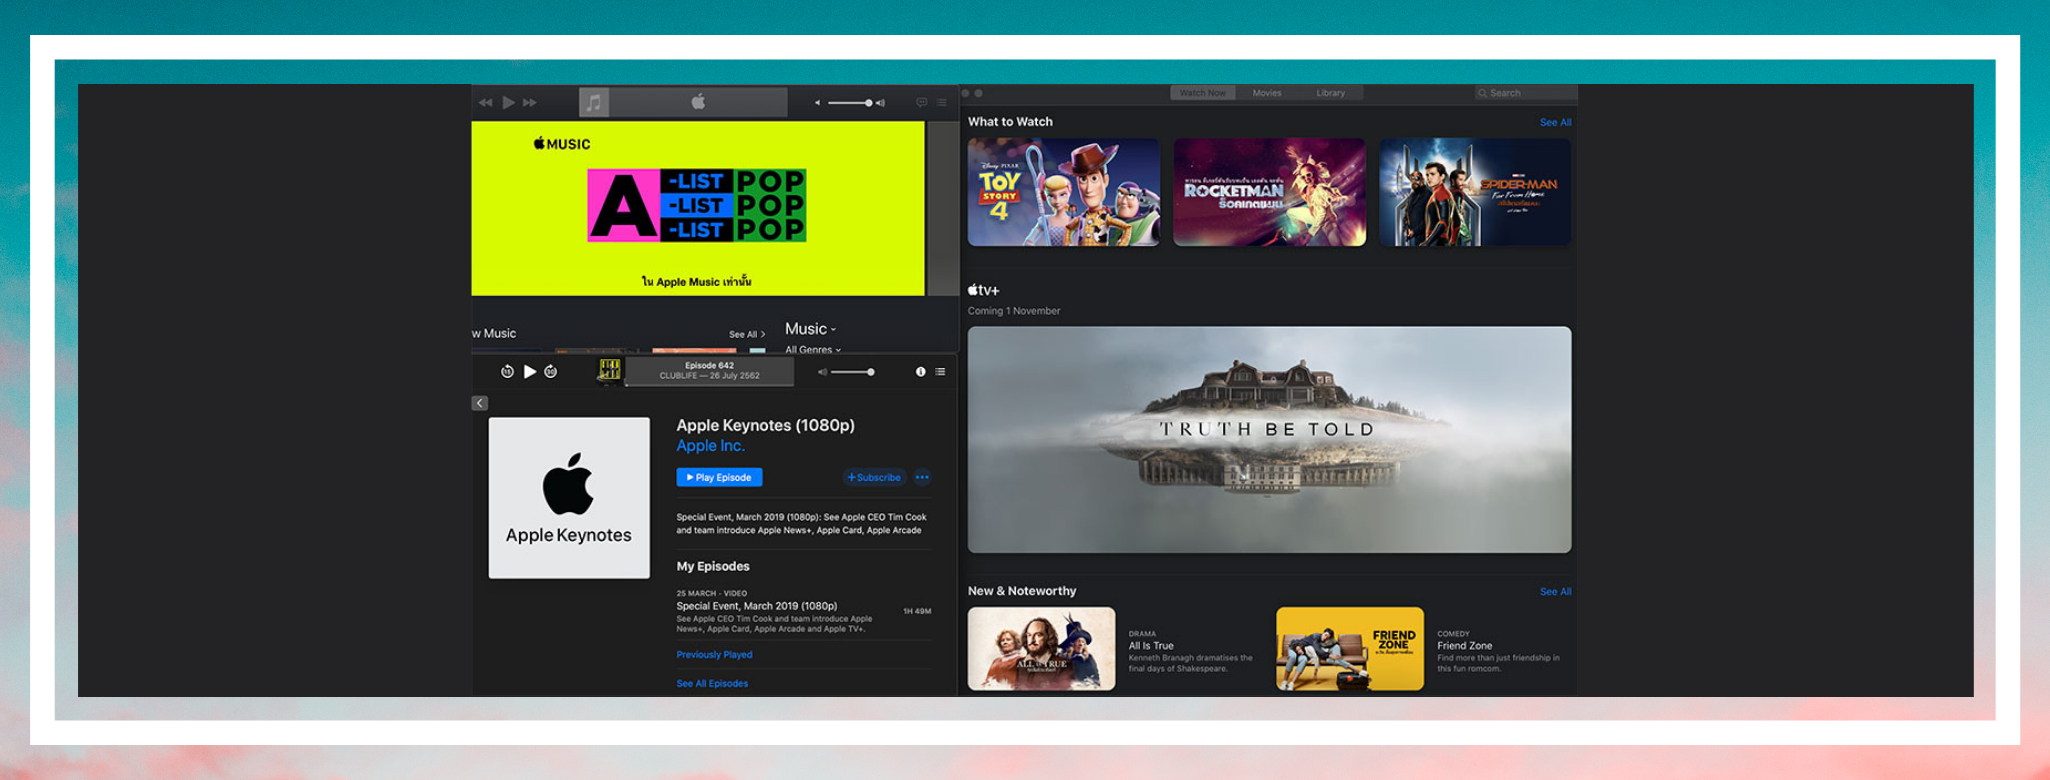 MUSIC
A-LIST POP
-LIST POP
-LIST POP
ใน Apple Music เท่านั้น
w Music
See All >
Music
All Genres
15
30
Episode 642
CLUBLIFE — 26 July 2562
Apple Keynotes
Apple Keynotes (1080p)
Apple Inc.
Play Episode
+Subscribe
Special Event, March 2019 (1080p): See Apple CEO Tim Cook
and team introduce Apple News+, Apple Card, Apple Arcade
My Episodes
25 MARCH · VIDEO
Special Event, March 2019 (1080p)
See Apple CEO Tim Cook and team introduce Apple
News+, Apple Card, Apple Arcade and Apple TV+.
1H 49M
Previously Played
See All Episodes
Watch Now
Movies
Library
Search
What to Watch
See All
Disney·PIXAR
TOY
STORY
4
ROCKETMAN
ร็อคเกตแมน
SPIDER-MAN
Far From Home
tv+
Coming 1 November
TRUTH BE TOLD
New & Noteworthy
See All
ALL IS TRUE
DRAMA
All Is True
Kenneth Branagh dramatises the
final days of Shakespeare.
FRIEND
ZONE
COMEDY
Friend Zone
Find more than just friendship in
this fun romcom.